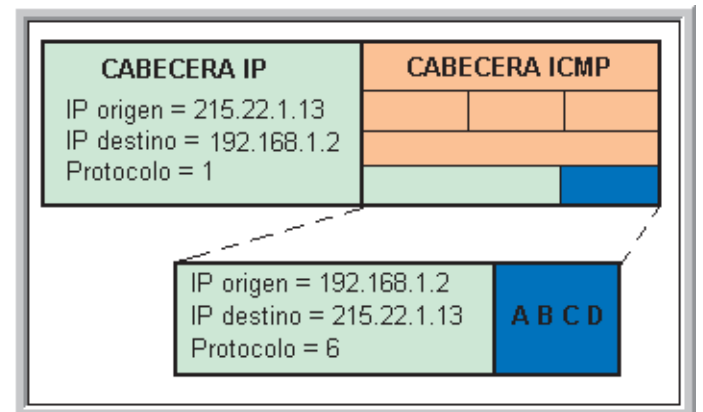 CABECERA IP
CABECERA ICMP
IP origen = 215.22.1.13
IP destino = 192.168.1.2
Protocolo = 1
IP origen = 192.168.1.2
IP destino = 215.22.1.13
Protocolo = 6
A B C D